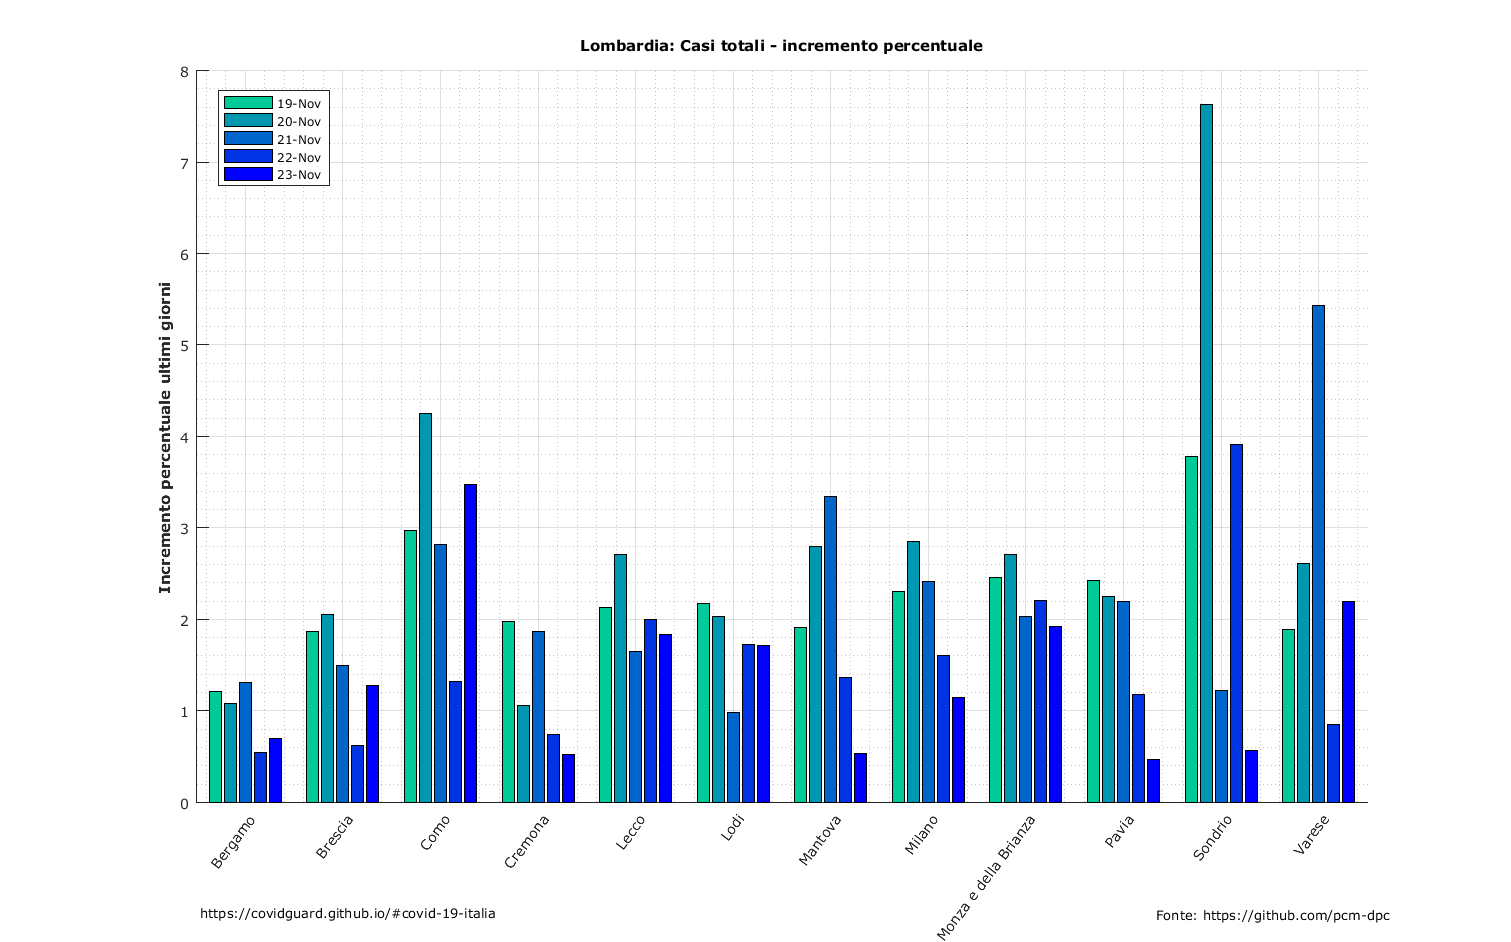 Lombardia: Casi totali - incremento percentuale
Incremento percentuale ultimi giorni
8
7
6
5
4
3
2
1
0
19-Nov
20-Nov
21-Nov
22-Nov
23-Nov
Bergamo
Brescia
Como
Cremona
Lecco
Lodi
Mantova
Milano
Monza e della Brianza
Pavia
Sondrio
Varese
https://covidguard.github.io/#covid-19-italia
Fonte: https://github.com/pcm-dpc